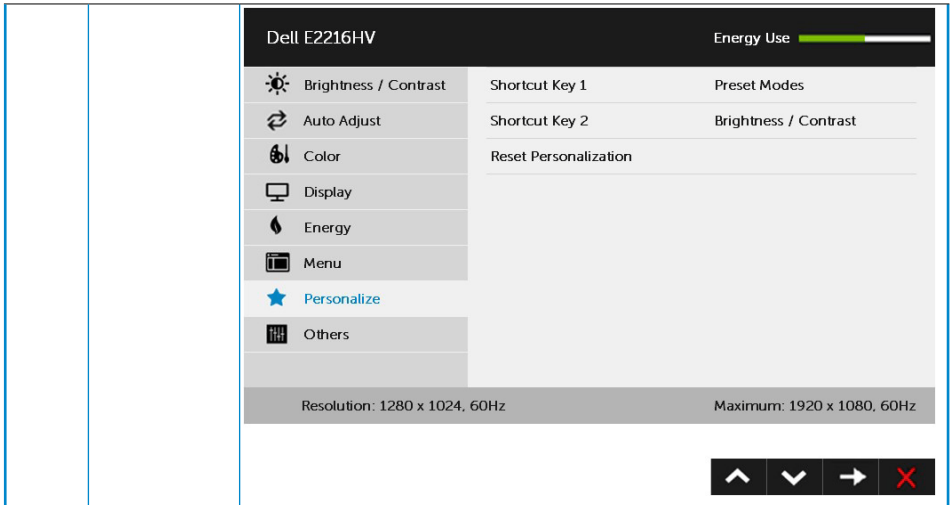 Dell E2216HV Energy Use
Brightness / Contrast Shortcut Key 1 Preset Modes
Auto Adjust Shortcut Key 2 Brightness / Contrast
Color Reset Personalization
Display
Energy
Menu
Personalize
Others
Resolution: 1280 x 1024, 60Hz Maximum: 1920 x 1080, 60Hz